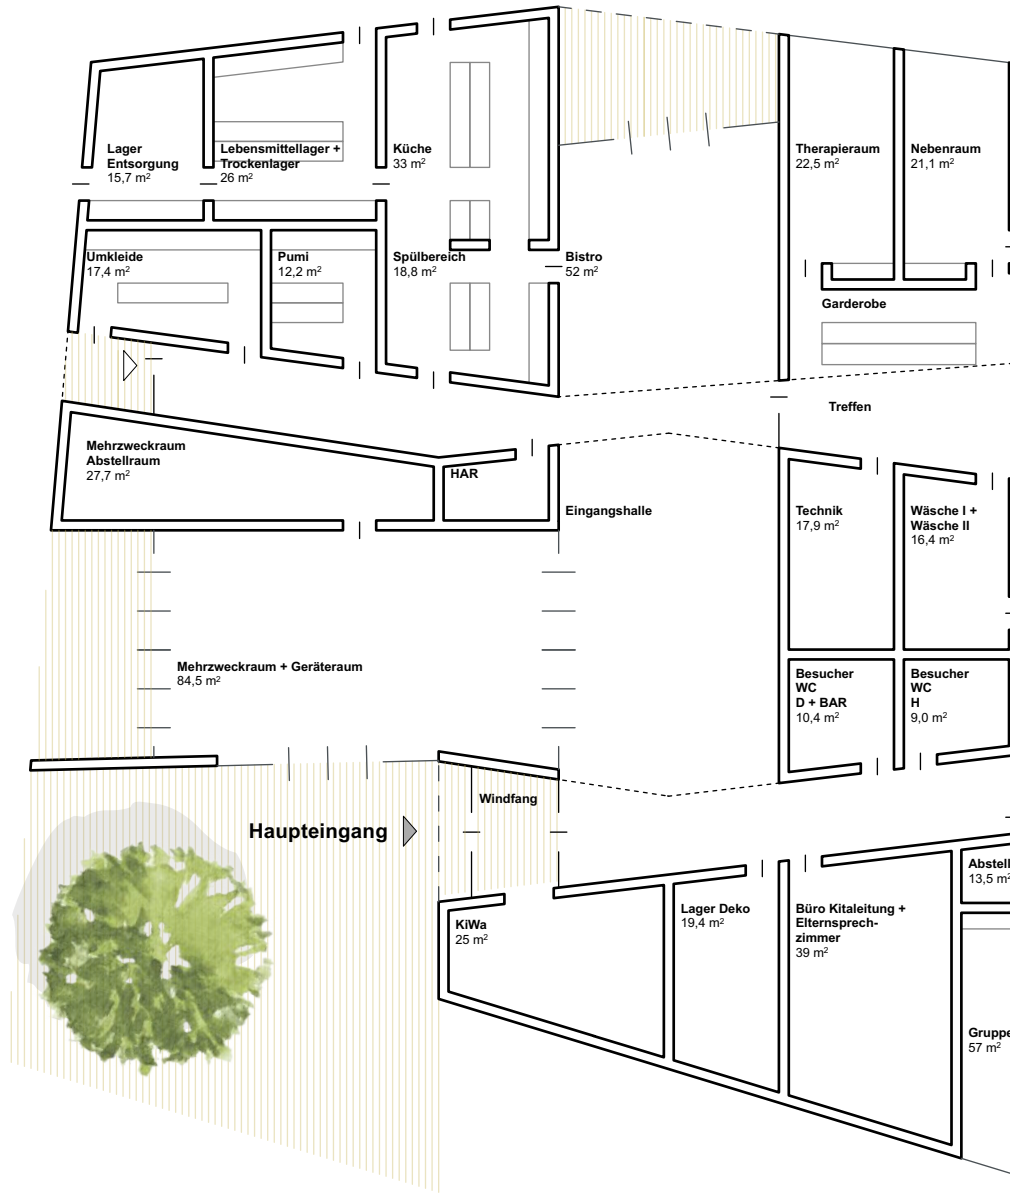 Lager
Entsorgung
15,7 m²
Lebensmittellager +
Trockenlager
26 m²
Küche
33 m²
Therapieraum
22,5 m²
Nebenraum
21,1 m²
Umkleide
17,4 m²
Pumi
12,2 m²
Spülbereich
18,8 m²
Bistro
52 m²
Garderobe
Treffen
Mehrzweckraum
Abstellraum
27,7 m²
HAR
Eingangshalle
Technik
17,9 m²
Wäsche I +
Wäsche II
16,4 m²
Mehrzweckraum + Geräteraum
84,5 m²
Besucher
WC
D + BAR
10,4 m²
Besucher
WC
H
9,0 m²
Windfang
Haupteingang
KiWa
25 m²
Lager Deko
19,4 m²
Büro Kitaleitung +
Elternsprech-
zimmer
39 m²
Abstell
13,5 m²
Gruppe
57 m²